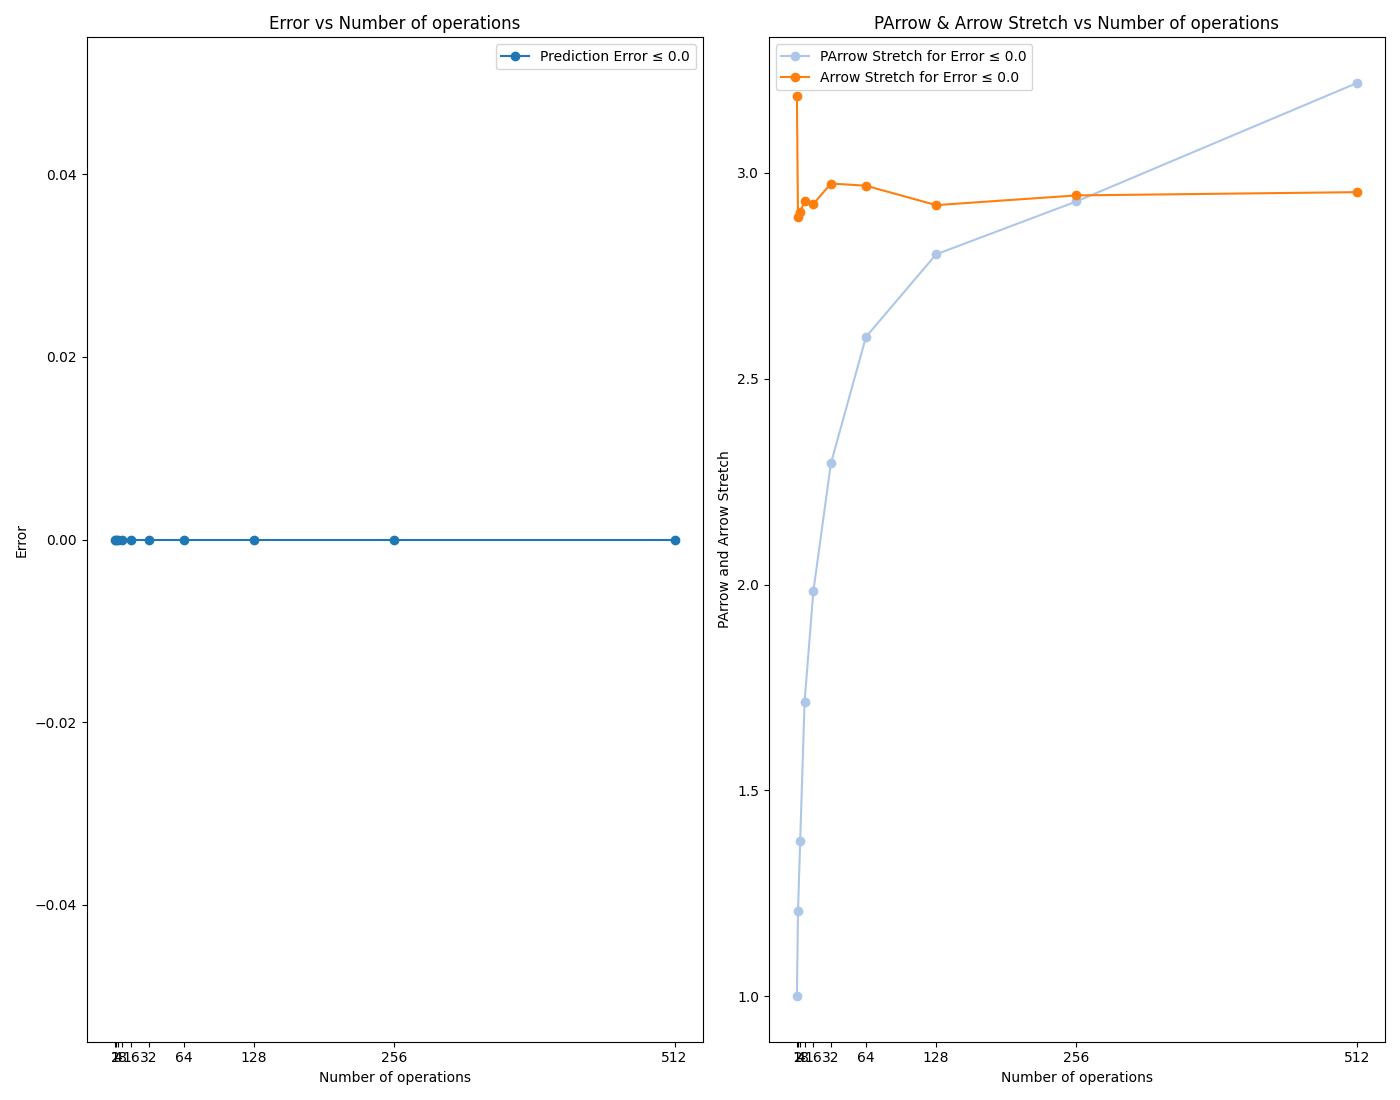 Error vs Number of operations
Prediction Error ≤ 0.0
0.04
0.02
0.00
−0.02
−0.04
Error
16 32 64 128 256 512
Number of operations
PArrow & Arrow Stretch vs Number of operations
PArrow Stretch for Error ≤ 0.0
Arrow Stretch for Error ≤ 0.0
3.0
2.5
2.0
1.5
1.0
PArrow and Arrow Stretch
16 32 64 128 256 512
Number of operations